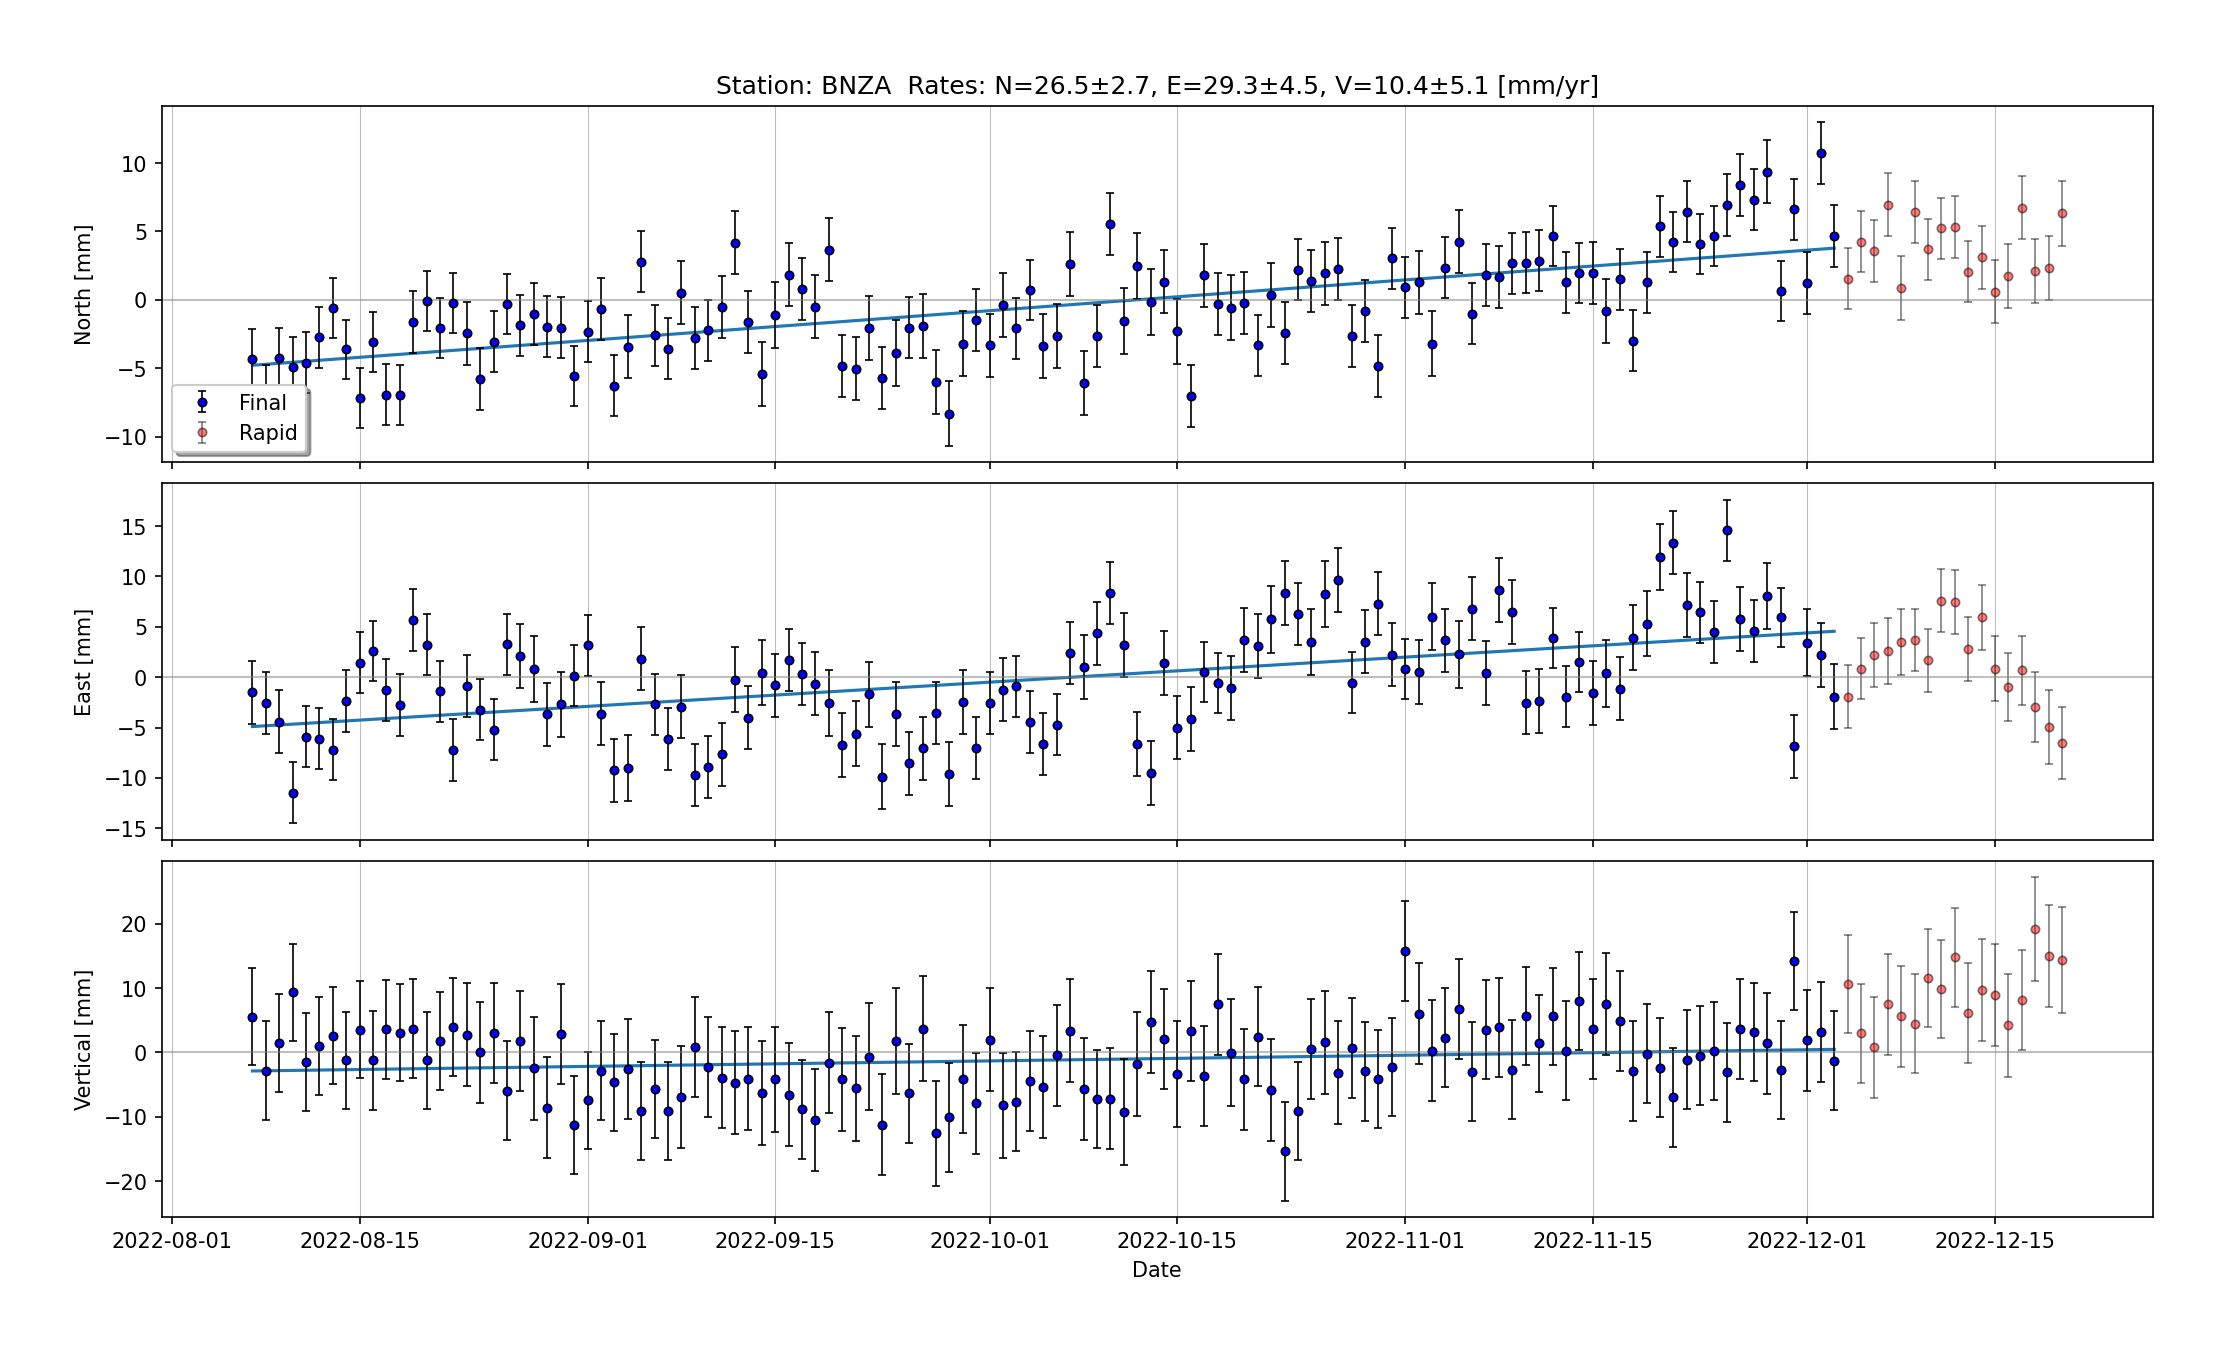 Station: BNZA  Rates: N=26.5±2.7, E=29.3±4.5, V=10.4±5.1 [mm/yr]
North [mm]
10
5
0
−5
−10
Final
Rapid
East [mm]
15
10
5
0
−5
−10
−15
Vertical [mm]
20
10
0
−10
−20
2022-08-01 2022-08-15 2022-09-01 2022-09-15 2022-10-01 2022-10-15 2022-11-01 2022-11-15 2022-12-01 2022-12-15
Date